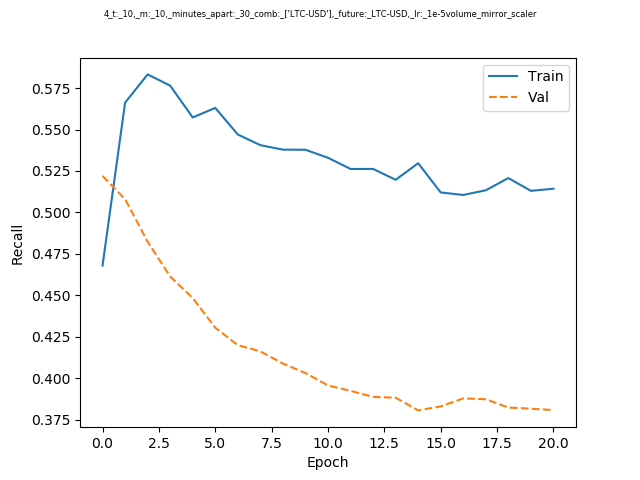 4_t:_10,_m:_10,_minutes_apart:_30_comb:_['LTC-USD'],_future:_LTC-USD,_lr:_1e-5volume_mirror_scaler
Train
Val
0.575
0.550
0.525
0.500
0.475
0.450
0.425
0.400
0.375
Recall
0.0 2.5 5.0 7.5 10.0 12.5 15.0 17.5 20.0
Epoch